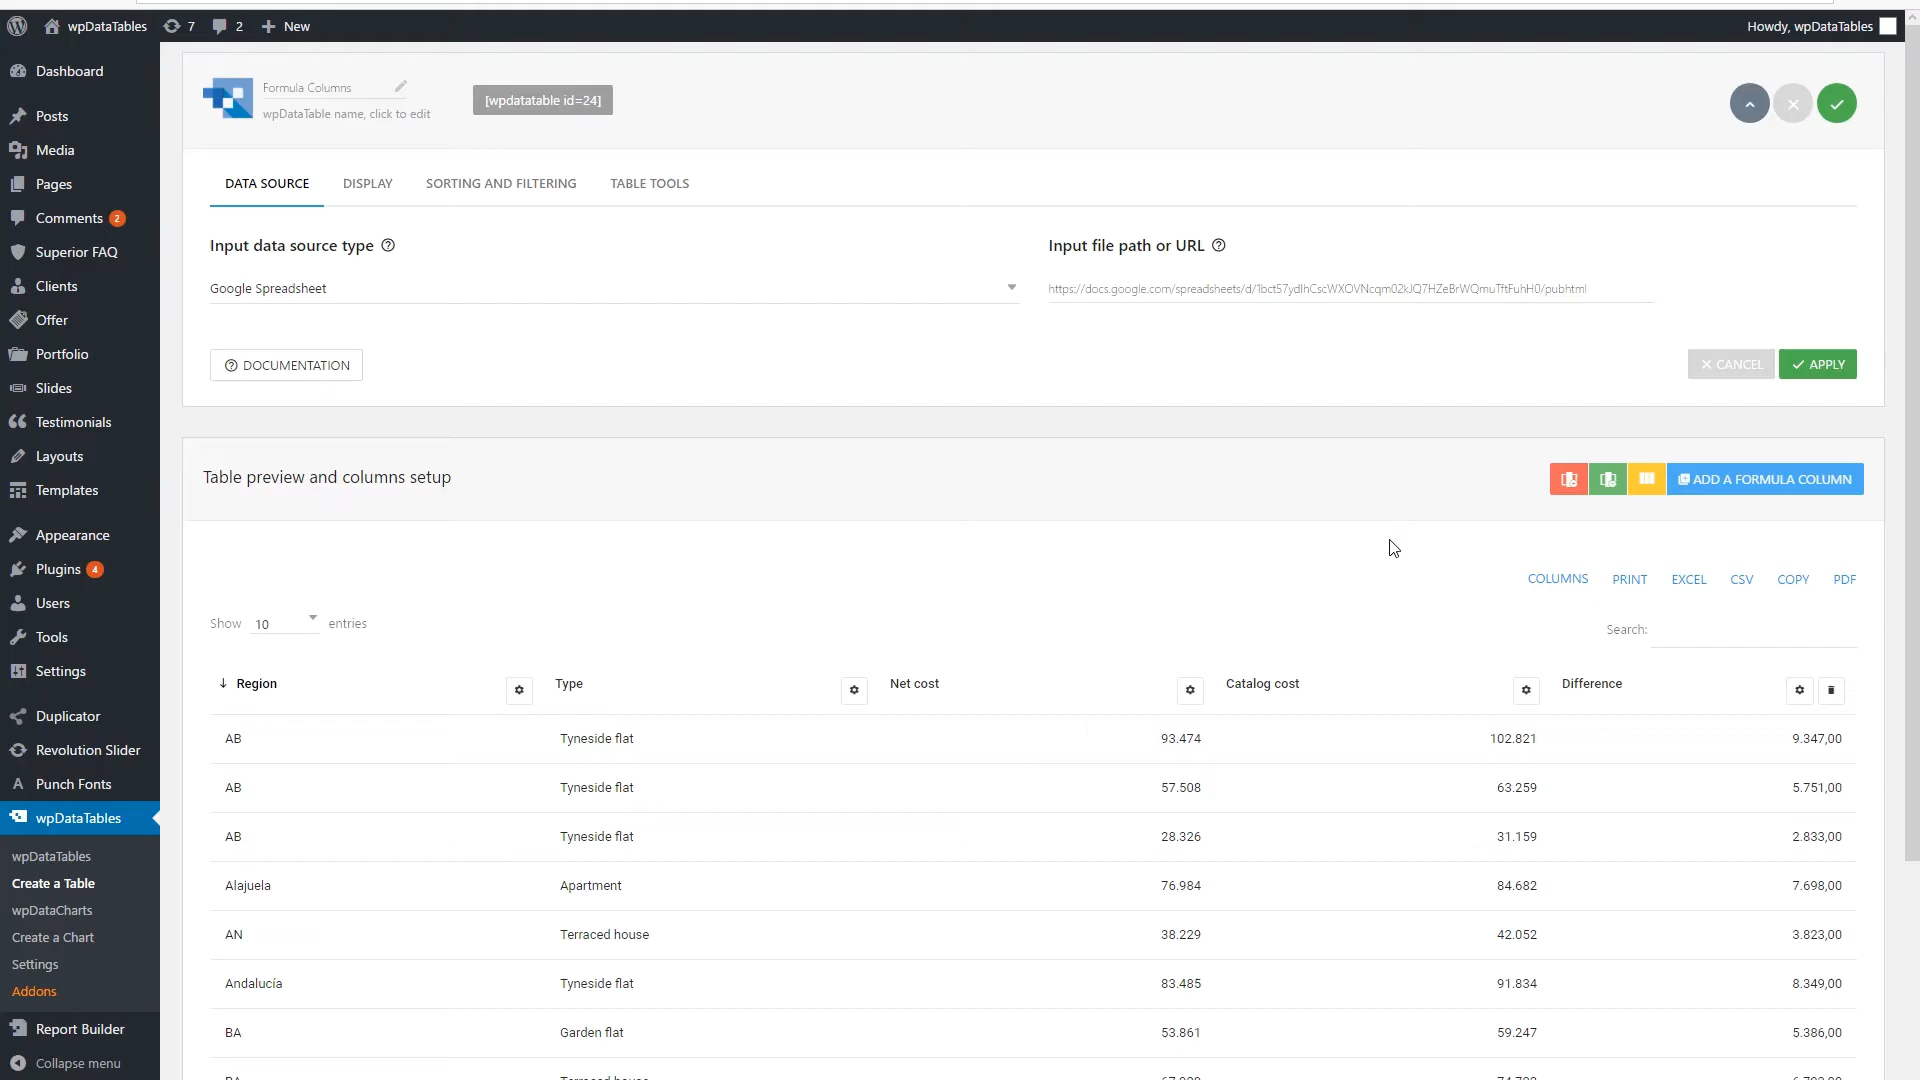 wpDataTables 7 2 New Howdy, wpDataTables
Dashboard
Posts
Media
Pages
Comments 2
Superior FAQ
Clients
Offer
Portfolio
Slides
Testimonials
Layouts
Templates
Appearance
Plugins 4
Users
Tools
Settings
Duplicator
Revolution Slider
Punch Fonts
wpDataTables
wpDataTables
Create a Table
wpDataCharts
Create a Chart
Settings
Addons
Report Builder
Collapse menu
Formula Columns
wpDataTable name, click to edit
[wpdatatable id=24]
DATA SOURCE DISPLAY SORTING AND FILTERING TABLE TOOLS
Input data source type
Google Spreadsheet
Input file path or URL
DOCUMENTATION
CANCEL APPLY
Table preview and columns setup
ADD A FORMULA COLUMN
COLUMNS PRINT EXCEL CSV COPY PDF
Show 10 entries
Search:
Region Type Net cost Catalog cost Difference
AB Tyneside flat 93.474 102.821 9.347,00
AB Tyneside flat 57.508 63.259 5.751,00
AB Tyneside flat 28.326 31.159 2.833,00
Alajuela Apartment 76.984 84.682 7.698,00
AN Terraced house 38.229 42.052 3.823,00
Andalucía Tyneside flat 83.485 91.834 8.349,00
BA Garden flat 53.861 59.247 5.386,00